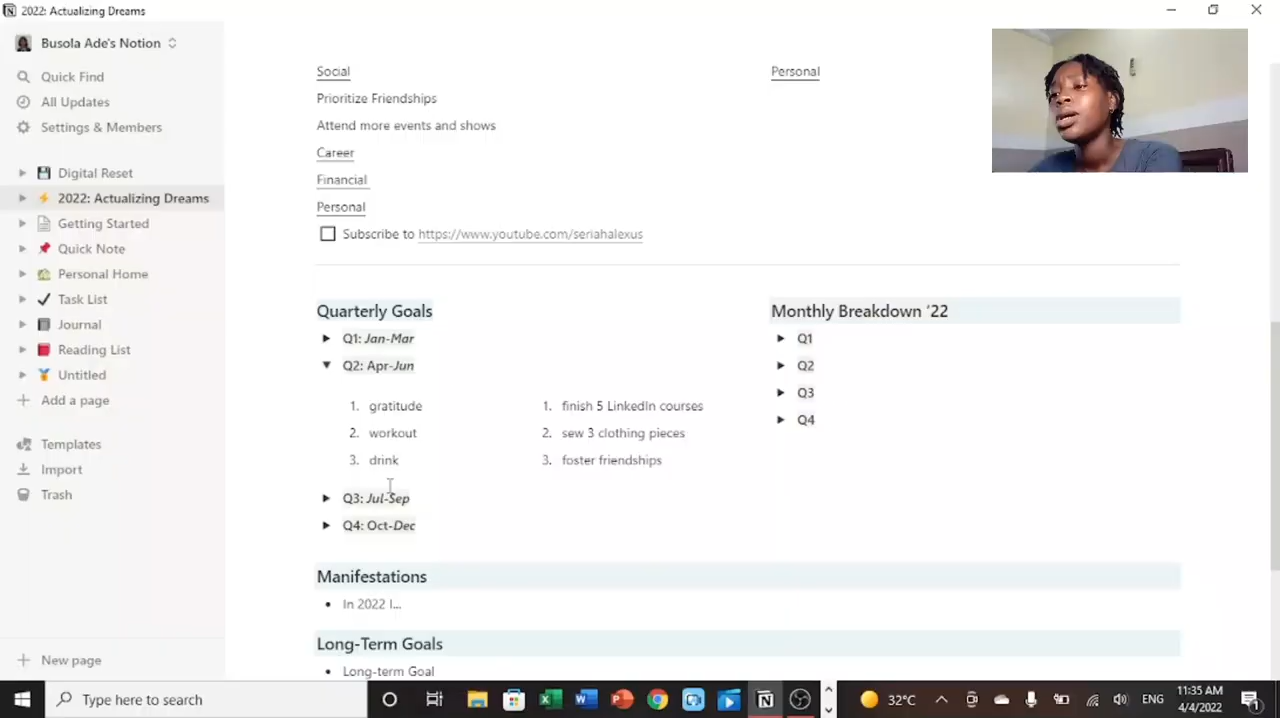 2022: Actualizing Dreams
Busola Ade's Notion
Quick Find
All Updates
Settings & Members
Digital Reset
2022: Actualizing Dreams
Getting Started
Quick Note
Personal Home
Task List
Journal
Reading List
Untitled
Add a page
Templates
Import
Trash
New page
Social
Personal
Prioritize Friendships
Attend more events and shows
Career
Financial
Personal
Subscribe to https://www.youtube.com/seriahalexus
Quarterly Goals
Q1: Jan-Mar
Q2: Apr-Jun
1. gratitude
2. workout
3. drink
1. finish 5 LinkedIn courses
2. sew 3 clothing pieces
3. foster friendships
Q3: Jul-Sep
Q4: Oct-Dec
Monthly Breakdown '22
Q1
Q2
Q3
Q4
Manifestations
• In 2022 I...
Long-Term Goals
• Long-term Goal
Type here to search
32°C
ENG
11:35 AM
4/4/2022
1